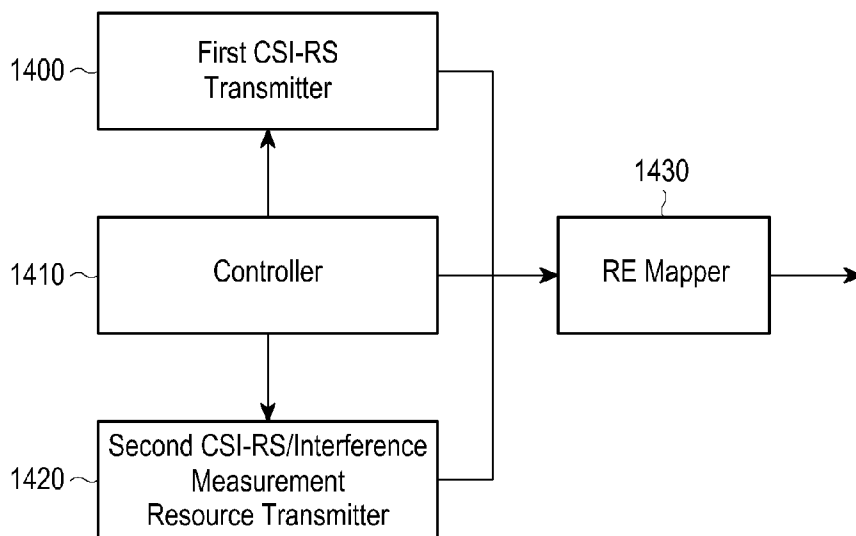 1400
First CSI-RS
Transmitter
1430
1410
Controller
RE Mapper
1420
Second CSI-RS/Interference
Measurement
Resource Transmitter